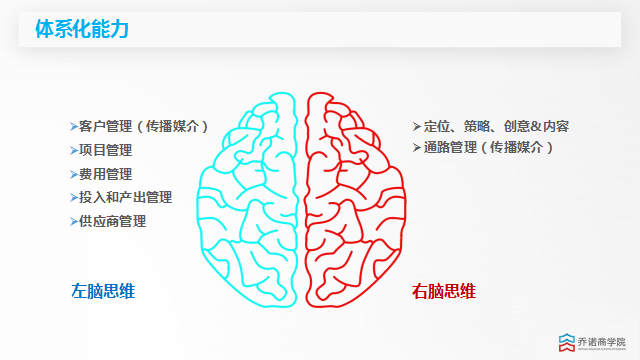 体系化能力
客户管理（传播媒介）
项目管理
费用管理
投入和产出管理
供应商管理
左脑思维
定位、策略、创意&内容
通路管理（传播媒介）
右脑思维
乔诺商学院